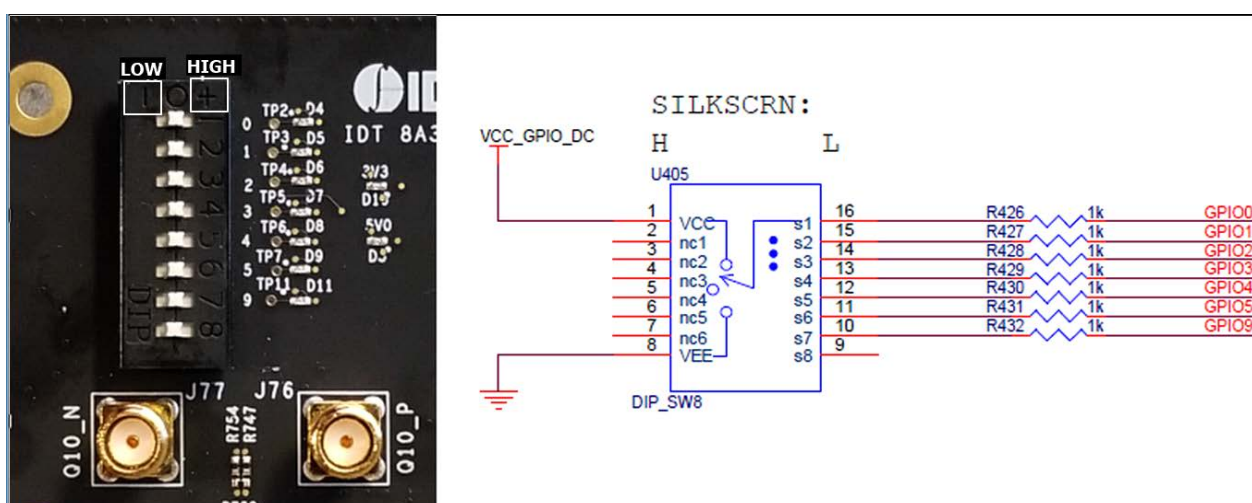 LOW HIGH
- O +
1
2
3
4
5
6
7
8
DIP
TP2 D4
0
TP3 D5
1
TP4 D6
2
TP5 D7
3
TP6 D8
4
TP7 D9
5
TP11 D11
9
ID
IDT 8A3
3V3
5V0
D3
J77 J76
Q10_N
R754
R747
Q10_P
SILKSCRN:
H L
VCC_GPIO_DC
U405
1 VCC s1 16 R426 1k GPIO0
2 nc1 s2 15 R427 1k GPIO1
3 nc2 s3 14 R428 1k GPIO2
4 nc3 s4 13 R429 1k GPIO3
5 nc4 s5 12 R430 1k GPIO4
6 nc5 s6 11 R431 1k GPIO5
7 nc6 s7 10 R432 1k GPIO9
8 VEE s8 9
DIP_SW8